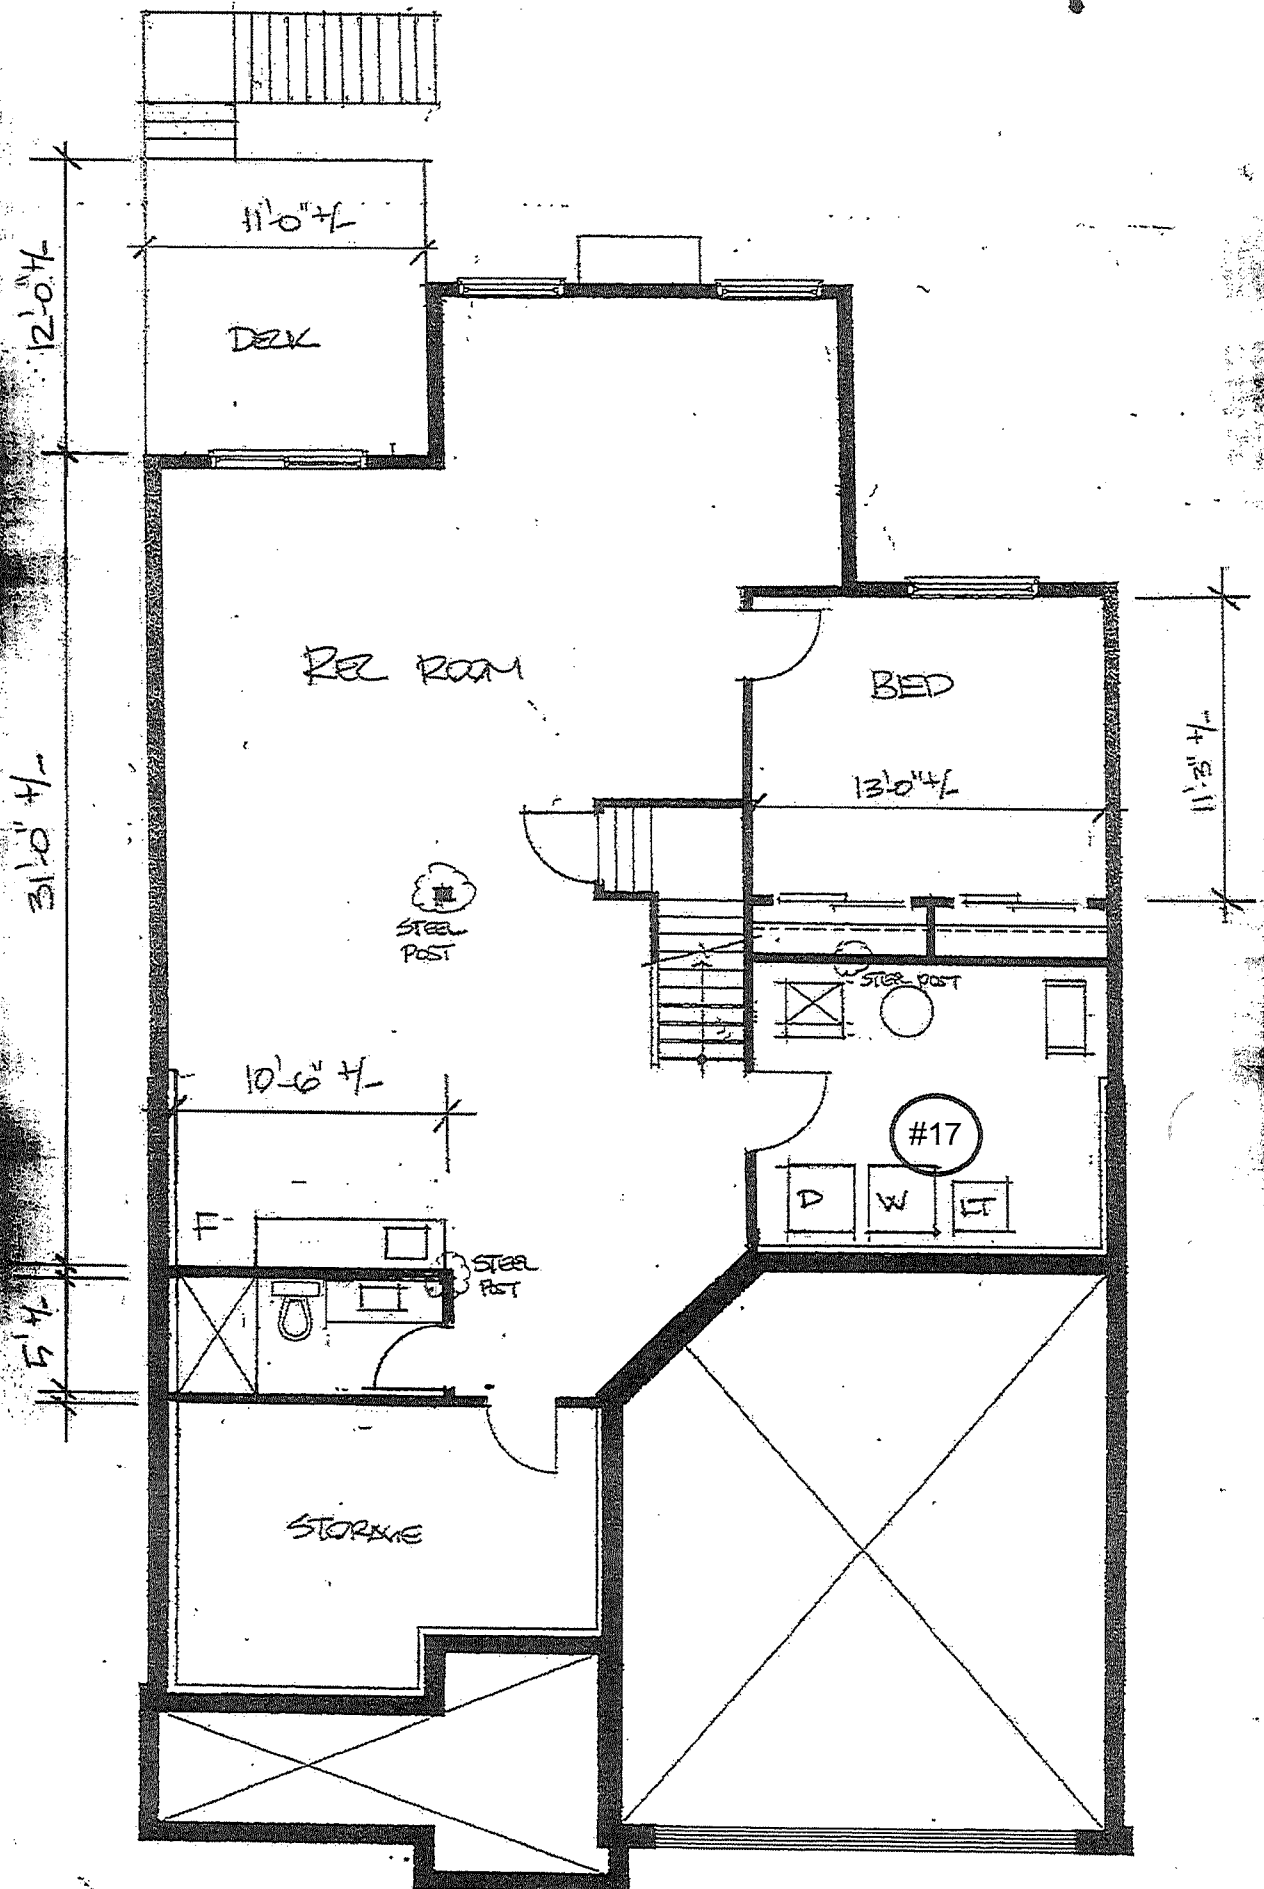 11'-0" +/-
12'-0" +/-
DECK
REC ROOM
BED
11'-3" +/-
13'-0" +/-
31'-0" +/-
STEEL
POST
STEEL POST
10'-6" +/-
#17
D
W
LT
F
STEEL
POST
5' +/-
STORAGE